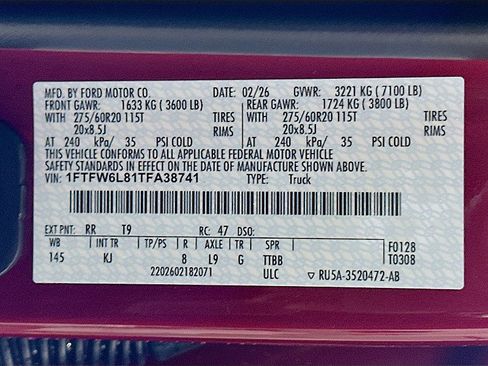 MFD. BY FORD MOTOR CO. DATE: 02/26 GVWR: 3221 KG ( 7100 LB)
FRONT GAWR: 1633 KG ( 3600 LB) REAR GAWR: 1724 KG ( 3800 LB)
WITH 275/60R20 115T TIRES WITH 275/60R20 115T TIRES
20x8.5J RIMS 20x8.5J RIMS
AT 240 kPa/ 35 PSI COLD AT 240 kPa/ 35 PSI COLD
THIS VEHICLE CONFORMS TO ALL APPLICABLE FEDERAL MOTOR VEHICLE
SAFETY STANDARDS IN EFFECT ON THE DATE OF MANUFACTURE SHOWN ABOVE.
VIN: 1FTFW6L81TFA38741 TYPE: Truck
EXT PNT: RR T9 RC: 47 DSO:
WB INT TR TP/PS R AXLE TR SPR F0128
145 KJ 8 L9 G TTBB T0308
2202602182071 ULC ▽ RU5A-3520472-AB